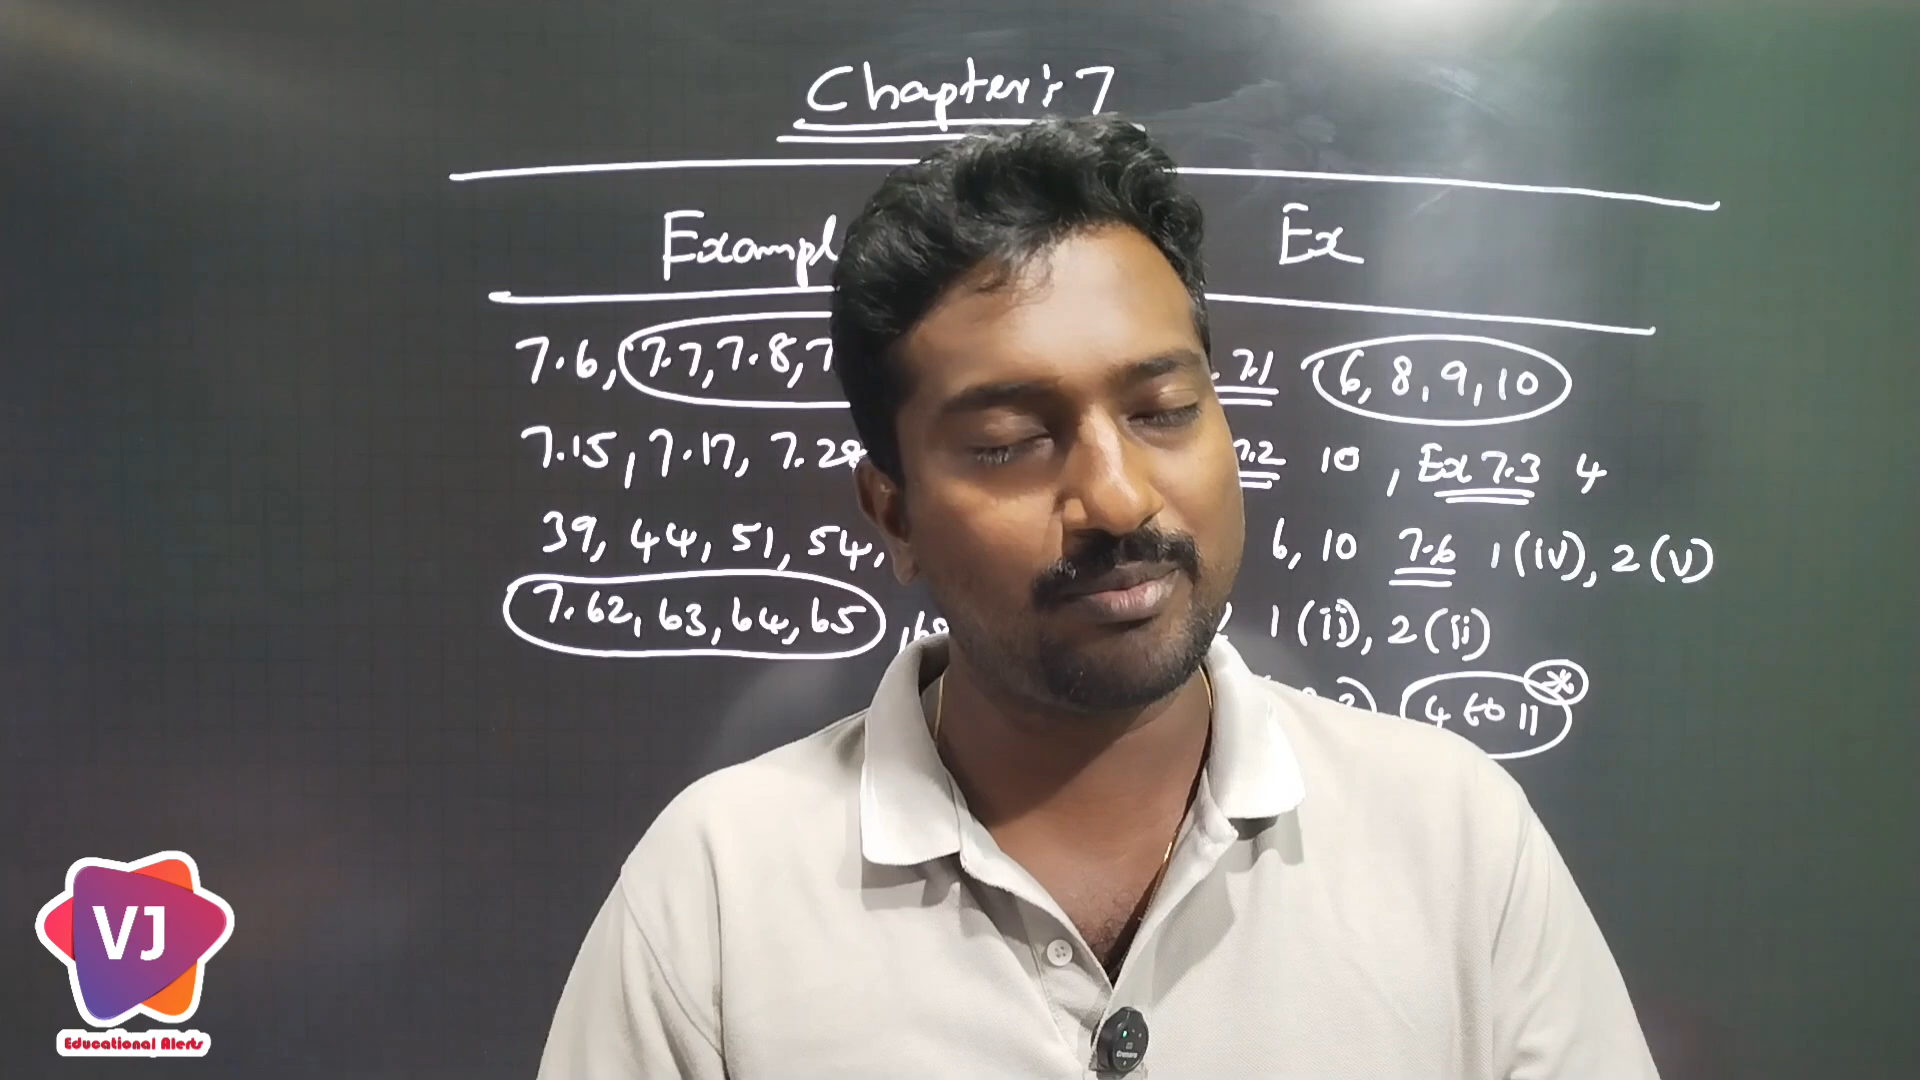 Chapter: 7
Exampl Ex
7.6, 7.7, 7.8, 7 7.1 6, 8, 9, 10
7.15, 7.17, 7.28 7.2 10, Ex 7.3 4
39, 44, 51, 54, 6, 10 7.6 1(iv), 2(v)
7.62, 63, 64, 65, 1(ii), 2(ii)
4 to 11
VJ
Educational Alerts